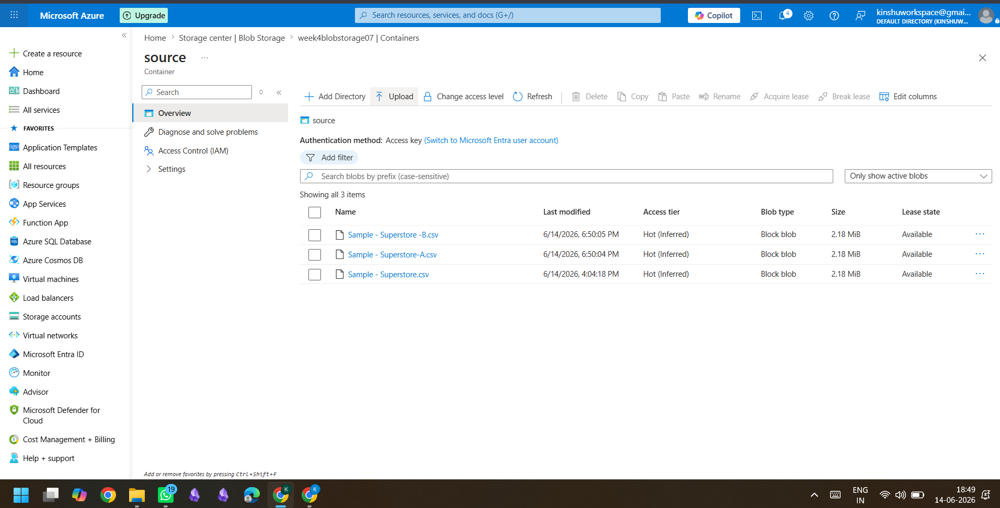 Microsoft Azure
Upgrade
Search resources, services, and docs (G+/)
Copilot
4
kinshuworkspace@gmai...
DEFAULT DIRECTORY (KINSHUW...
Create a resource
Home
Dashboard
All services
FAVORITES
Application Templates
All resources
Resource groups
App Services
Function App
Azure SQL Database
Azure Cosmos DB
Virtual machines
Load balancers
Storage accounts
Virtual networks
Microsoft Entra ID
Monitor
Advisor
Microsoft Defender for
Cloud
Cost Management + Billing
Help + support
Home > Storage center | Blob Storage > week4blobstorage07 | Containers
source ...
Container
Search
Overview
Diagnose and solve problems
Access Control (IAM)
Settings
Add or remove favorites by pressing Ctrl+Shift+F
Add Directory Upload Change access level Refresh Delete Copy Paste Rename Acquire lease Break lease Edit columns
source
Authentication method: Access key (Switch to Microsoft Entra user account)
Add filter
Search blobs by prefix (case-sensitive)
Only show active blobs
Showing all 3 items
Name Last modified Access tier Blob type Size Lease state
Sample - Superstore -B.csv 6/14/2026, 6:50:05 PM Hot (Inferred) Block blob 2.18 MiB Available ...
Sample - Superstore-A.csv 6/14/2026, 6:50:04 PM Hot (Inferred) Block blob 2.18 MiB Available ...
Sample - Superstore.csv 6/14/2026, 4:04:18 PM Hot (Inferred) Block blob 2.18 MiB Available ...
19
K
K
ENG
IN
18:49
14-06-2026